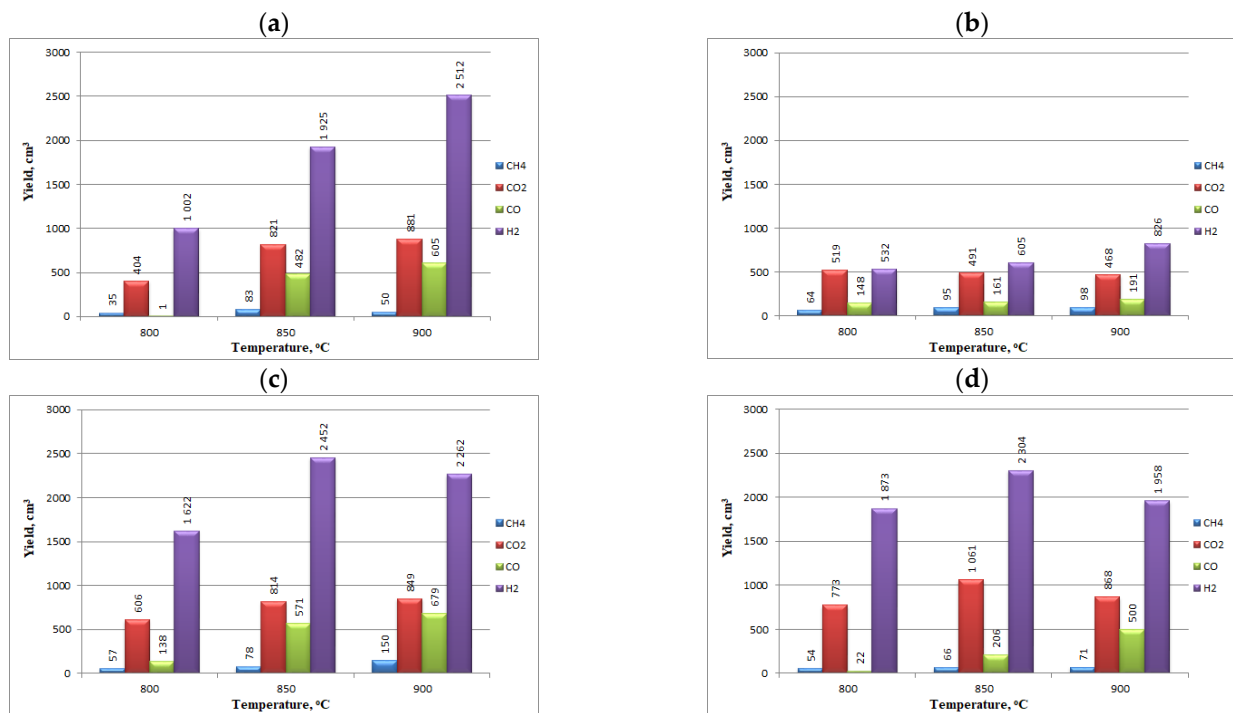 (a)
3000
2500
2000
1500
1000
500
0
Yield, cm³
35 404 1 1 002
83 821 482 1 925
50 881 605 2 512
800 850 900
Temperature, °C
CH4
CO2
CO
H2
(b)
3000
2500
2000
1500
1000
500
0
Yield, cm³
64 519 148 532
95 491 161 605
98 468 191 826
800 850 900
Temperature, °C
CH4
CO2
CO
H2
(c)
3000
2500
2000
1500
1000
500
0
Yield, cm³
57 606 138 1 622
78 814 571 2 452
150 849 679 2 262
800 850 900
Temperature, °C
CH4
CO2
CO
H2
(d)
3000
2500
2000
1500
1000
500
0
Yield, cm³
54 773 22 1 873
66 1 061 206 2 304
71 868 500 1 958
800 850 900
Temperature, °C
CH4
CO2
CO
H2